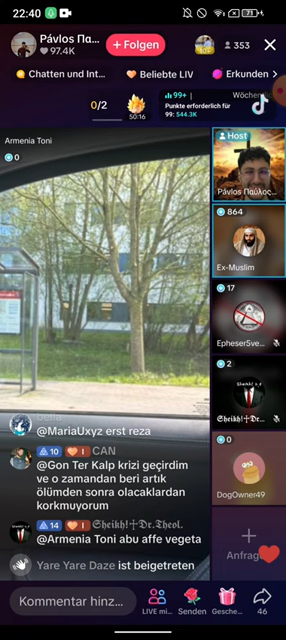 22:40
71
Pávlos Πα...
97.4K
+ Folgen
353
Chatten und Int...
Beliebte LIV
Erkunden
0/2
50:16
99+
Wöchen
Punkte erforderlich für
99: 544.3K
Armenia Toni
0
Host
Pávlos Παύλος...
864
Ex-Muslim
17
Epheser5ve...
2
Sheikh!☦Dr....
0
DogOwner49
Anfrag
@MariaUxyz erst reza
10 I CAN
@Gon Ter Kalp krizi geçirdim
ve o zamandan beri artık
ölümden sonra olacaklardan
korkmuyorum
14 I Sheikh!☦Dr.Theol.
@Armenia Toni abu affe vegeta
Yare Yare Daze ist beigetreten
Kommentar hinz...
LIVE mi...
Senden
Gesche...
46